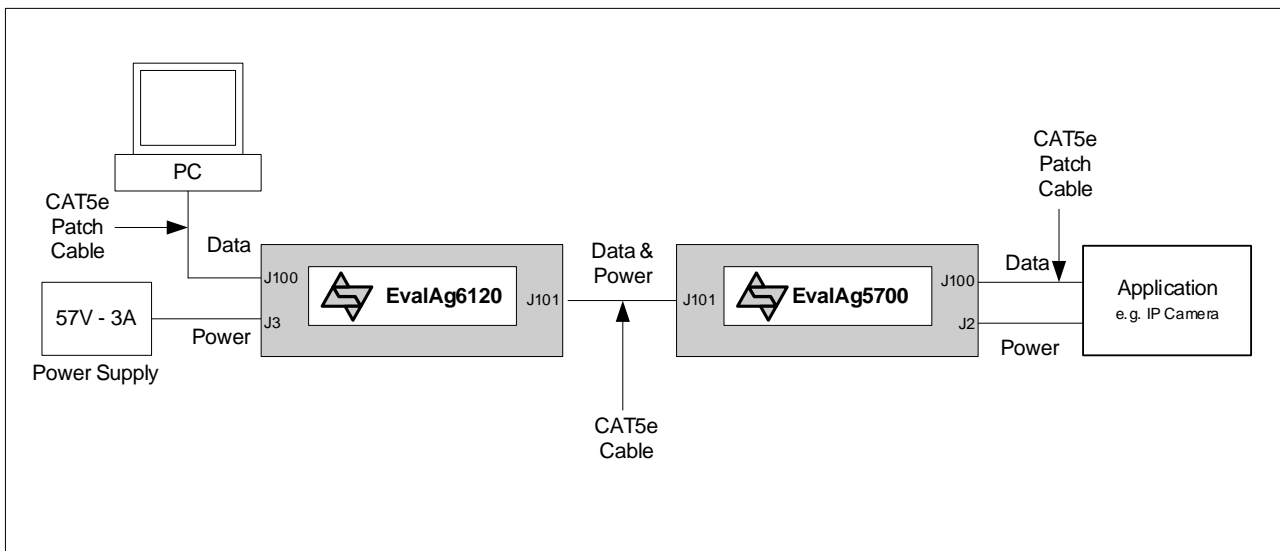 PC
CAT5e
Patch
Cable
Data
57V - 3A
Power
Power Supply
J100
J3
EvalAg6120
J101
Data &
Power
CAT5e
Cable
J101
EvalAg5700
J100
J2
Data
Power
CAT5e
Patch
Cable
Application
e.g. IP Camera